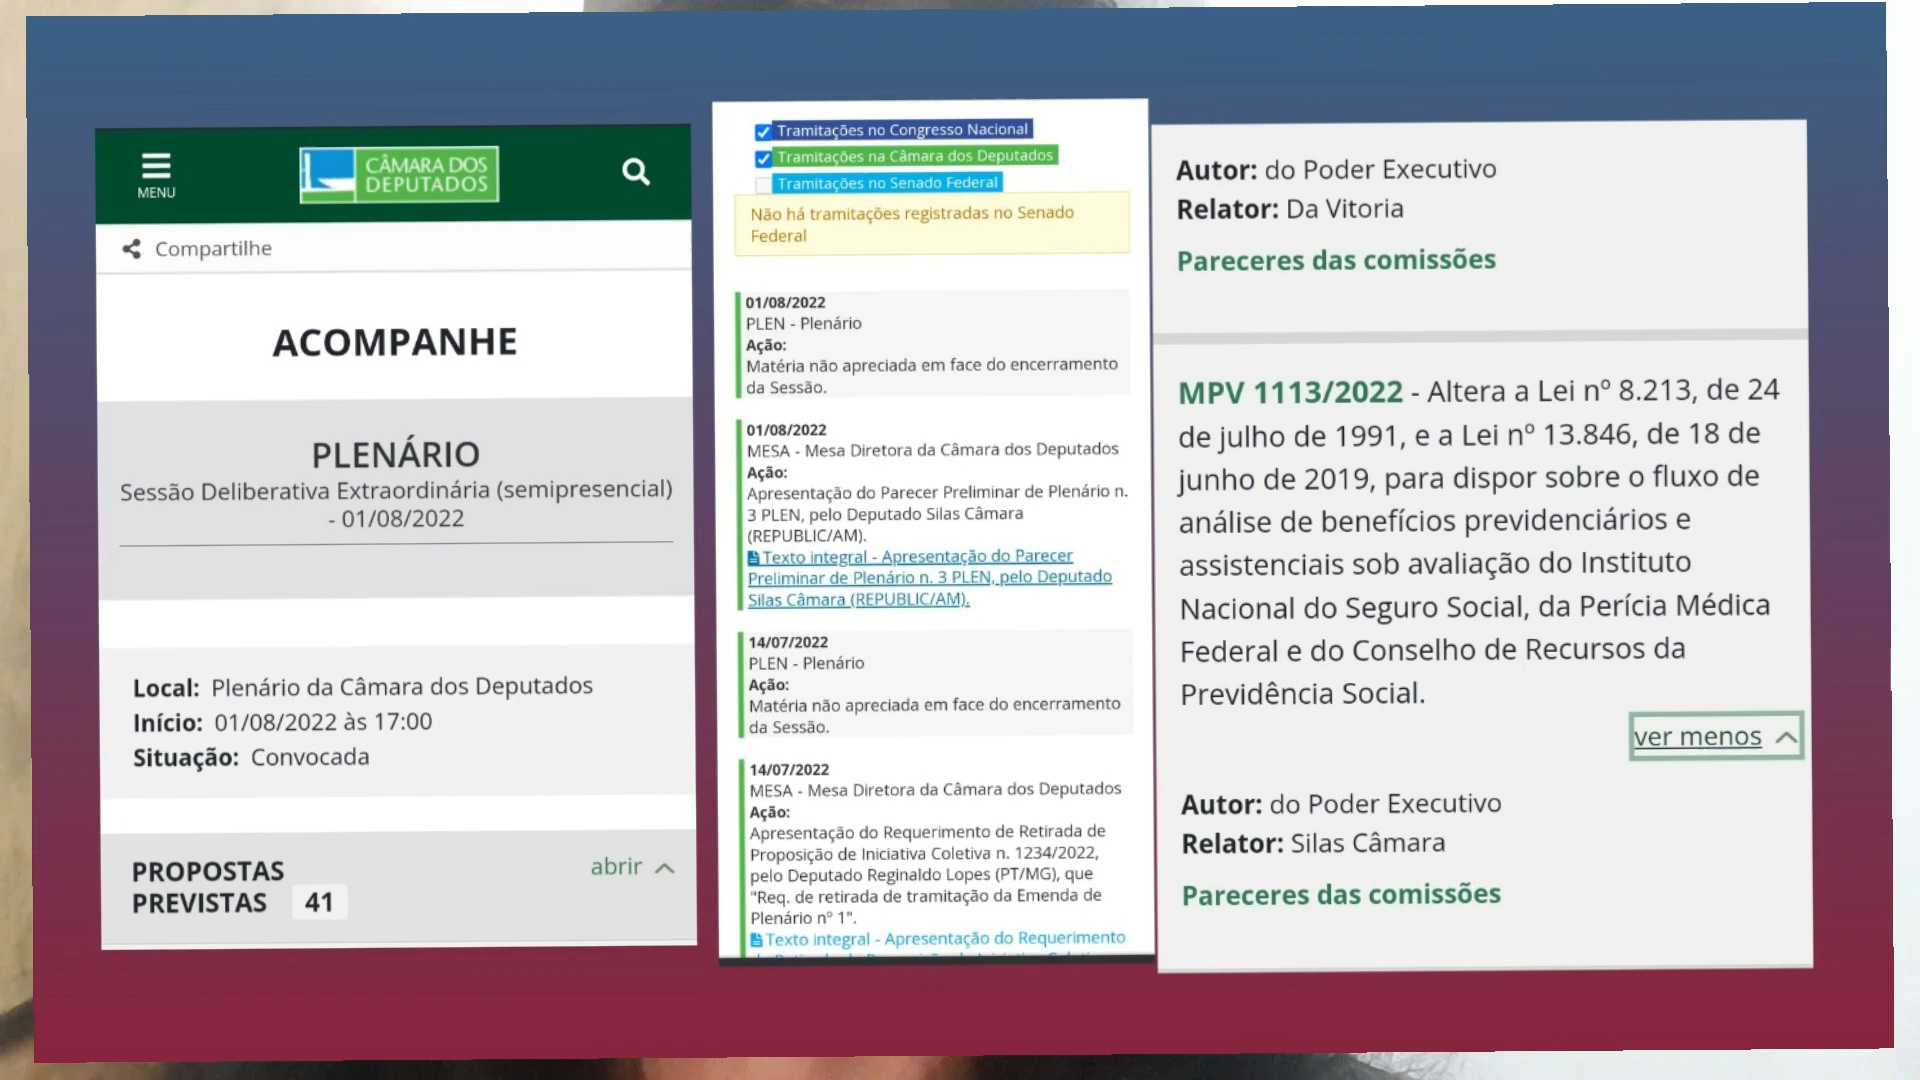 MENU
CÂMARA DOS
DEPUTADOS
Compartilhe
ACOMPANHE
PLENÁRIO
Sessão Deliberativa Extraordinária (semipresencial)
- 01/08/2022
Local: Plenário da Câmara dos Deputados
Início: 01/08/2022 às 17:00
Situação: Convocada
PROPOSTAS
PREVISTAS 41
abrir
Tramitações no Congresso Nacional
Tramitações na Câmara dos Deputados
Tramitações no Senado Federal
Não há tramitações registradas no Senado
Federal
01/08/2022
PLEN - Plenário
Ação:
Matéria não apreciada em face do encerramento
da Sessão.
01/08/2022
MESA - Mesa Diretora da Câmara dos Deputados
Ação:
Apresentação do Parecer Preliminar de Plenário n.
3 PLEN, pelo Deputado Silas Câmara
(REPUBLIC/AM).
Texto integral - Apresentação do Parecer
Preliminar de Plenário n. 3 PLEN, pelo Deputado
Silas Câmara (REPUBLIC/AM).
14/07/2022
PLEN - Plenário
Ação:
Matéria não apreciada em face do encerramento
da Sessão.
14/07/2022
MESA - Mesa Diretora da Câmara dos Deputados
Ação:
Apresentação do Requerimento de Retirada de
Proposição de Iniciativa Coletiva n. 1234/2022,
pelo Deputado Reginaldo Lopes (PT/MG), que
"Req. de retirada de tramitação da Emenda de
Plenário nº 1".
Texto integral - Apresentação do Requerimento
Autor: do Poder Executivo
Relator: Da Vitoria
Pareceres das comissões
MPV 1113/2022 - Altera a Lei nº 8.213, de 24
de julho de 1991, e a Lei nº 13.846, de 18 de
junho de 2019, para dispor sobre o fluxo de
análise de benefícios previdenciários e
assistenciais sob avaliação do Instituto
Nacional do Seguro Social, da Perícia Médica
Federal e do Conselho de Recursos da
Previdência Social.
ver menos
Autor: do Poder Executivo
Relator: Silas Câmara
Pareceres das comissões